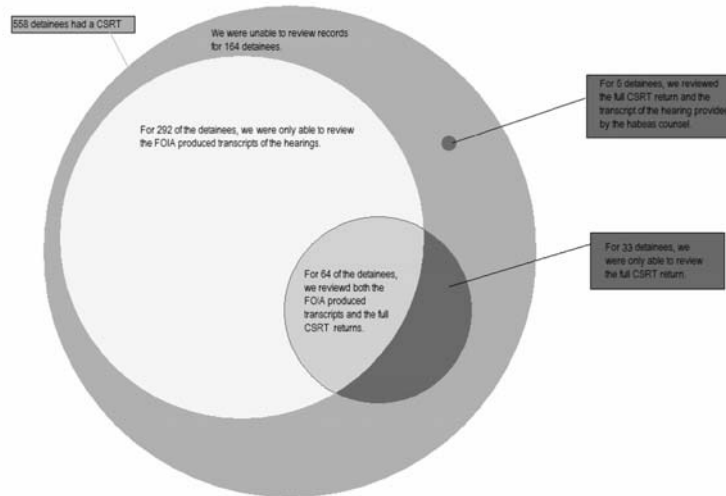 558 detainees had a CSRT
We were unable to review records
for 164 detainees.
For 292 of the detainees, we were only able to review
the FOIA produced transcripts of the hearings.
For 5 detainees, we reviewed
the full CSRT return and the
transcript of the hearing provided
by the habeas counsel.
For 33 detainees, we
were only able to review
the full CSRT return.
For 64 of the detainees,
we reviewd both the
FOIA produced
transcripts and the full
CSRT returns.